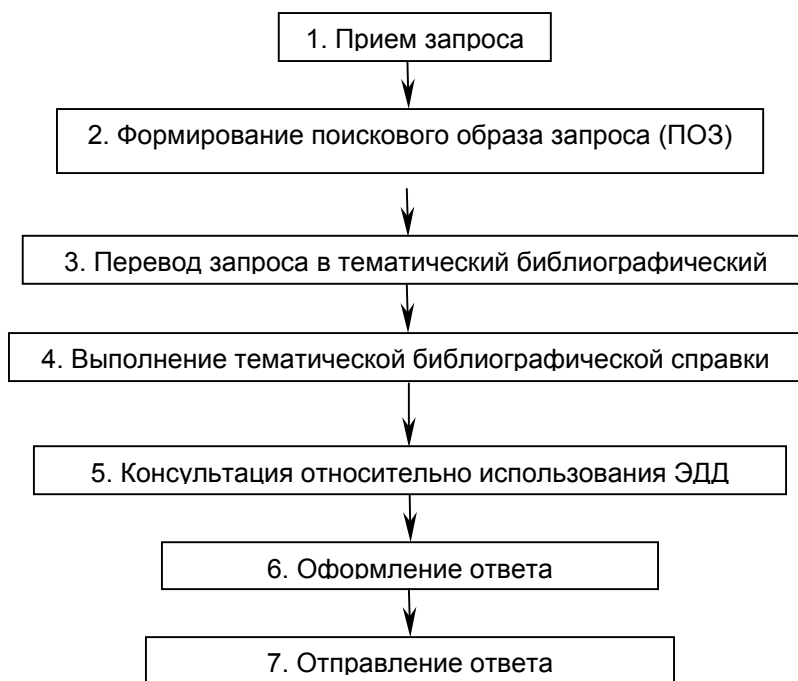 1. Прием запроса
2. Формирование поискового образа запроса (ПОЗ)
3. Перевод запроса в тематический библиографический
4. Выполнение тематической библиографической справки
5. Консультация относительно использования ЭДД
6. Оформление ответа
7. Отправление ответа